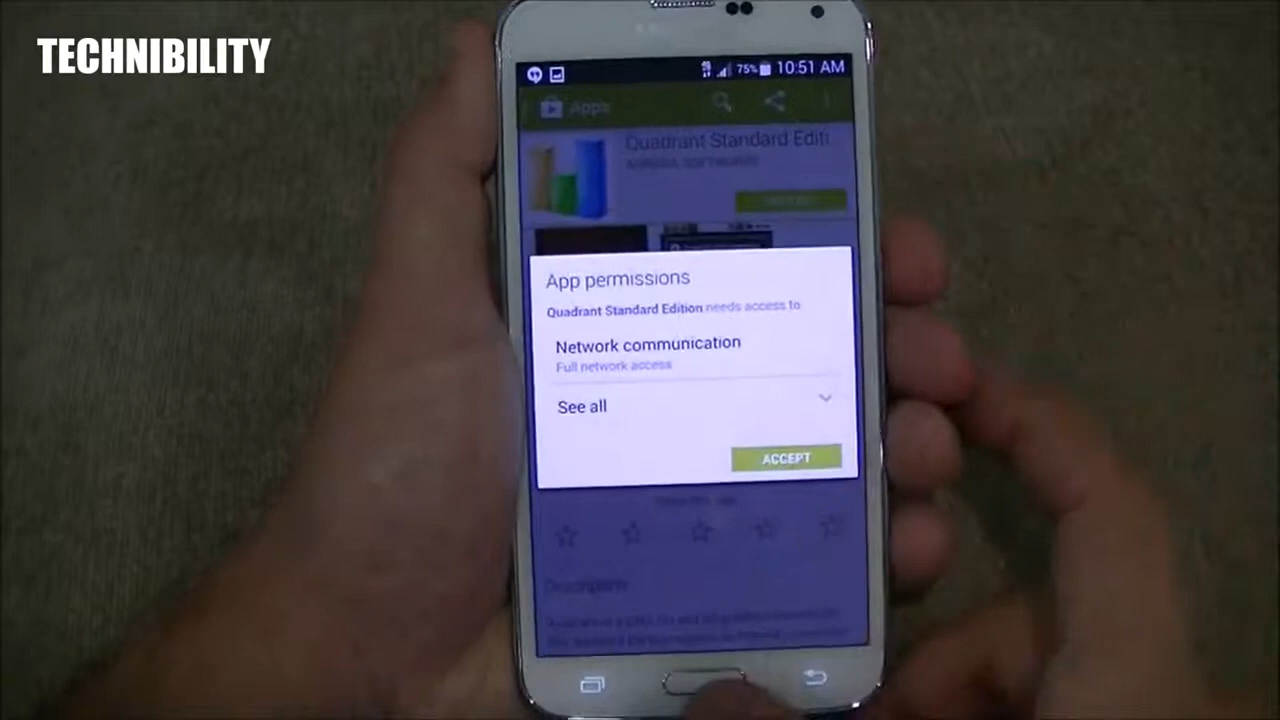 TECHNIBILITY
75% 10:51 AM
Apps
Quadrant Standard Editi
App permissions
Quadrant Standard Edition needs access to
Network communication
Full network access
See all
ACCEPT
Description